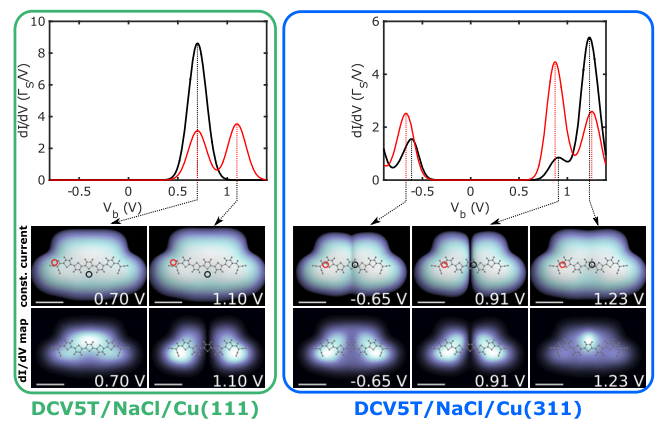 dI/dV (Γ_S/V)
10
8
6
4
2
0
-0.5 0 0.5 1
V_b (V)
dI/dV (Γ_S/V)
6
4
2
0
-0.5 0 0.5 1
V_b (V)
const. current
0.70 V 1.10 V
-0.65 V 0.91 V 1.23 V
dI/dV map
0.70 V 1.10 V
-0.65 V 0.91 V 1.23 V
DCV5T/NaCl/Cu(111)
DCV5T/NaCl/Cu(311)